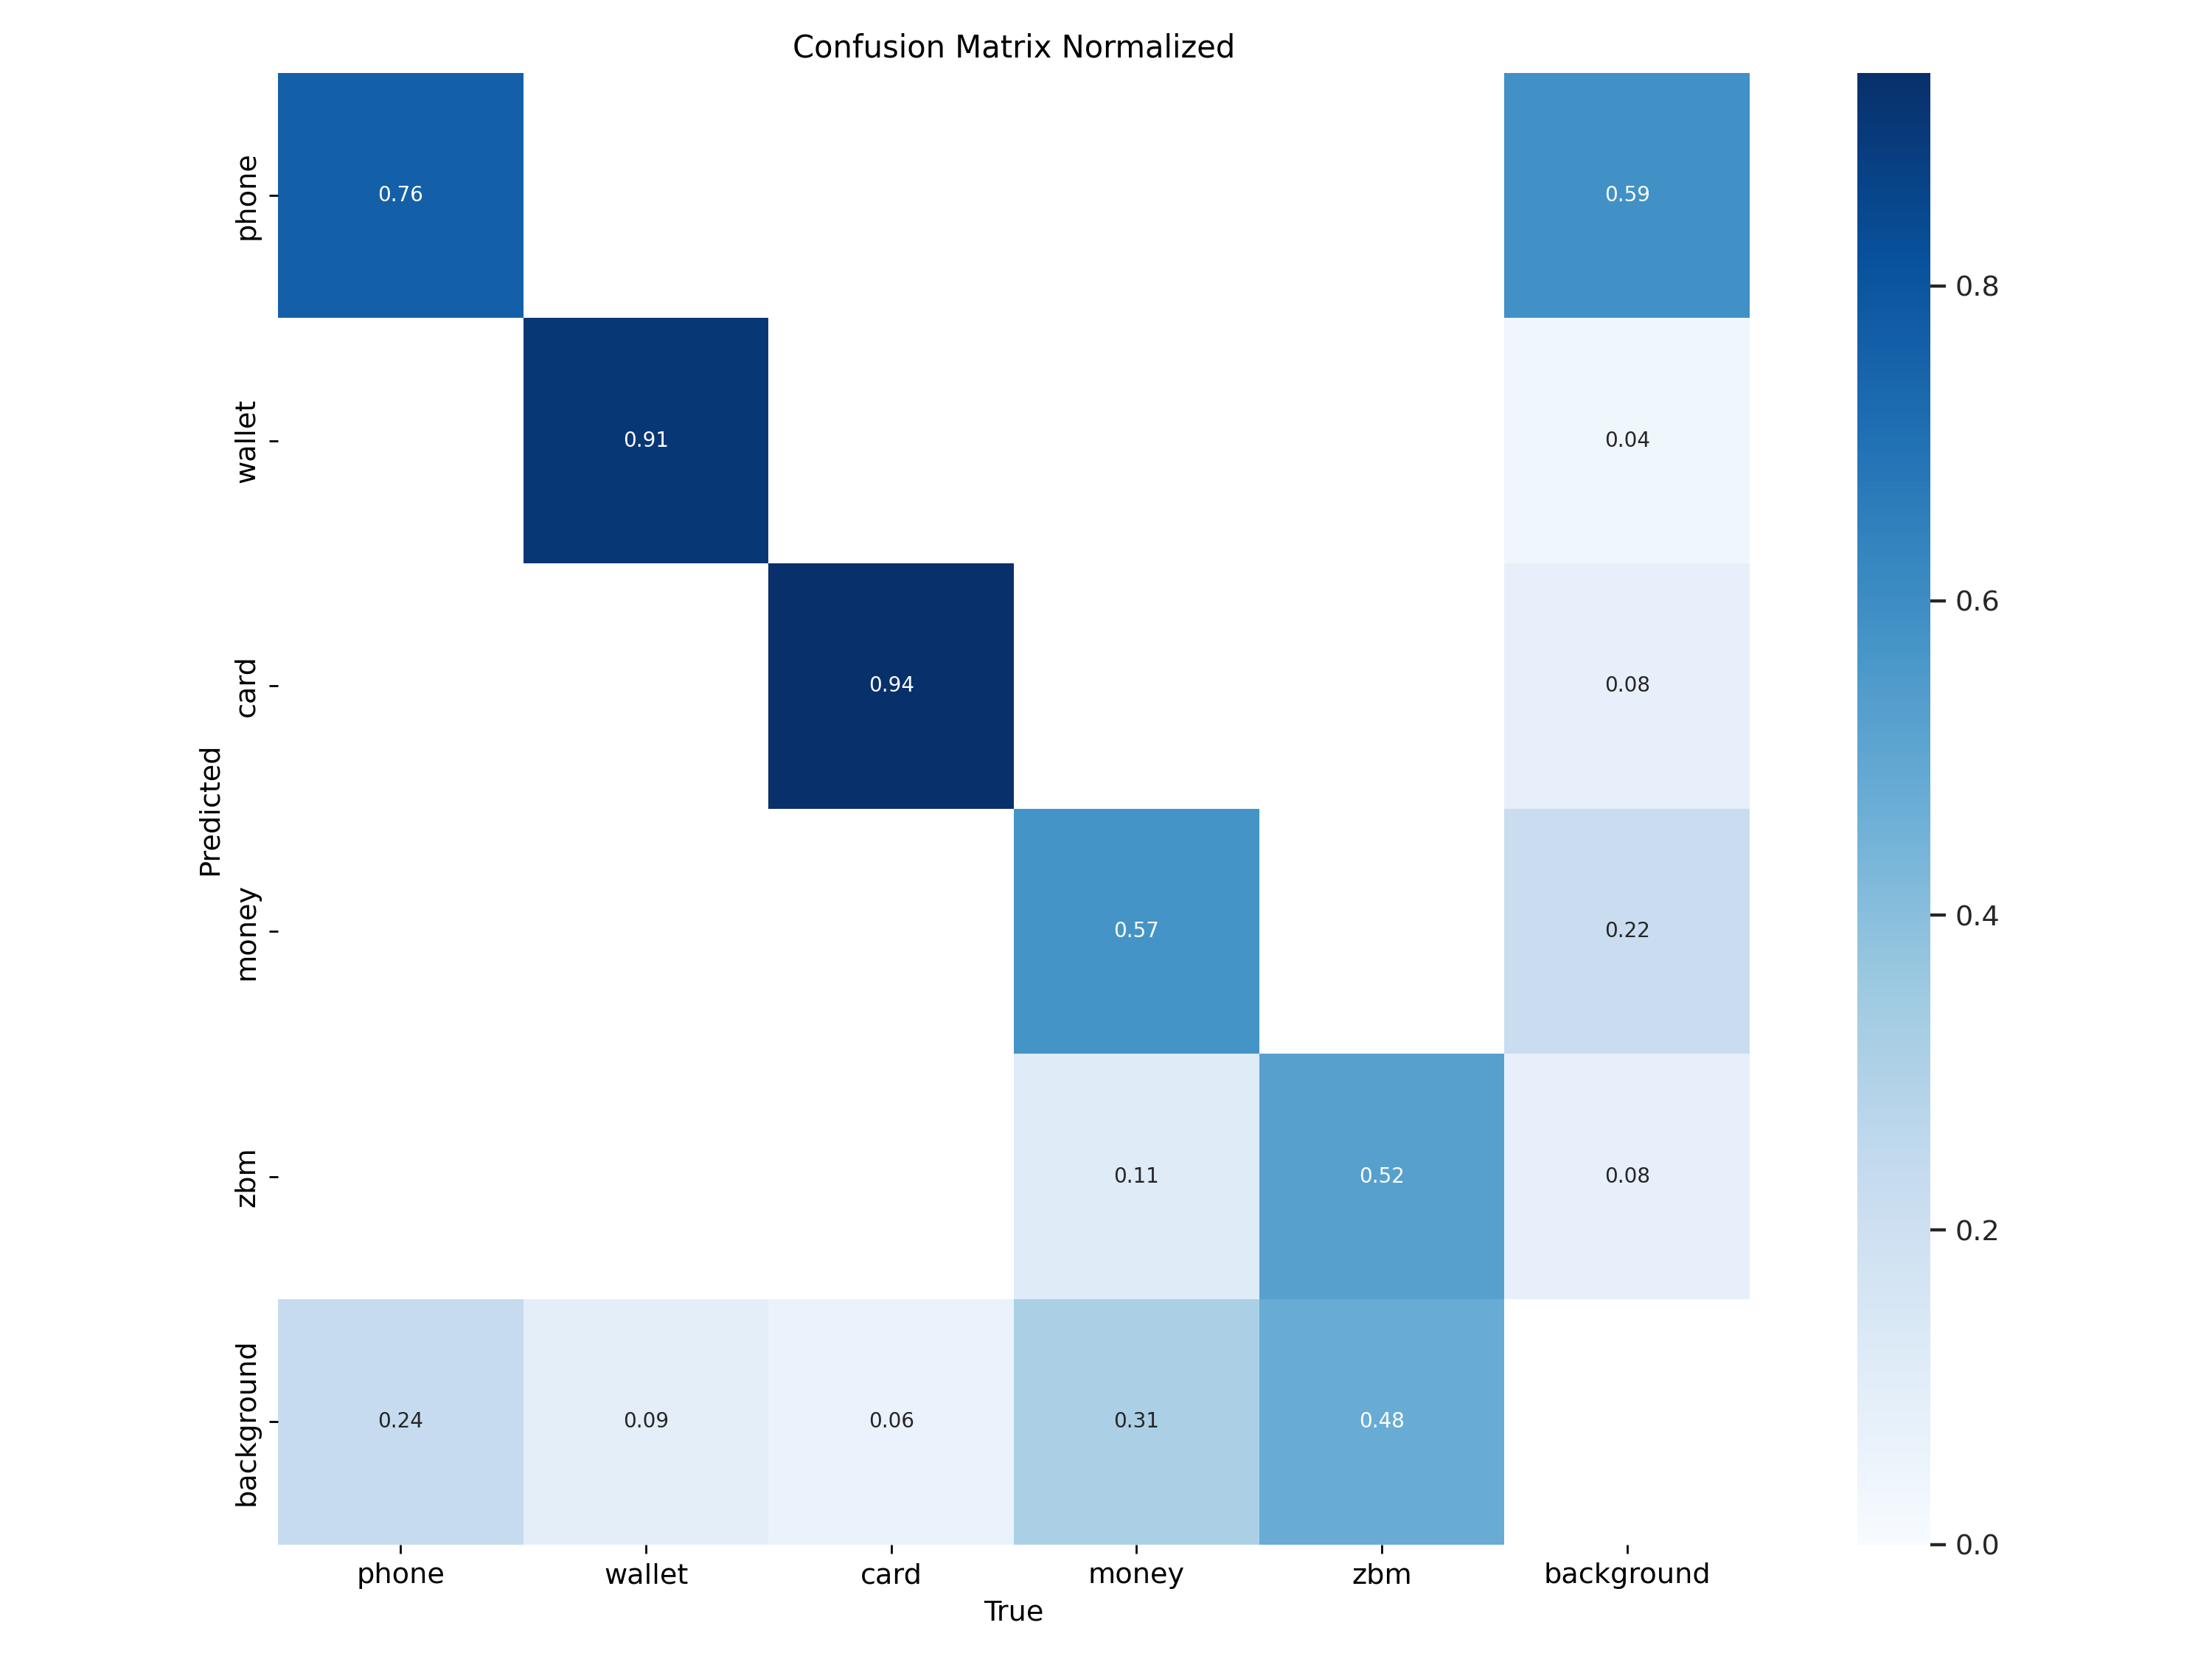 Confusion Matrix Normalized
phone
0.76
0.59
wallet
0.91
0.04
card
0.94
0.08
money
0.57
0.22
zbm
0.11
0.52
0.08
background
0.24
0.09
0.06
0.31
0.48
Predicted
phone
wallet
card
money
zbm
background
True
0.8
0.6
0.4
0.2
0.0